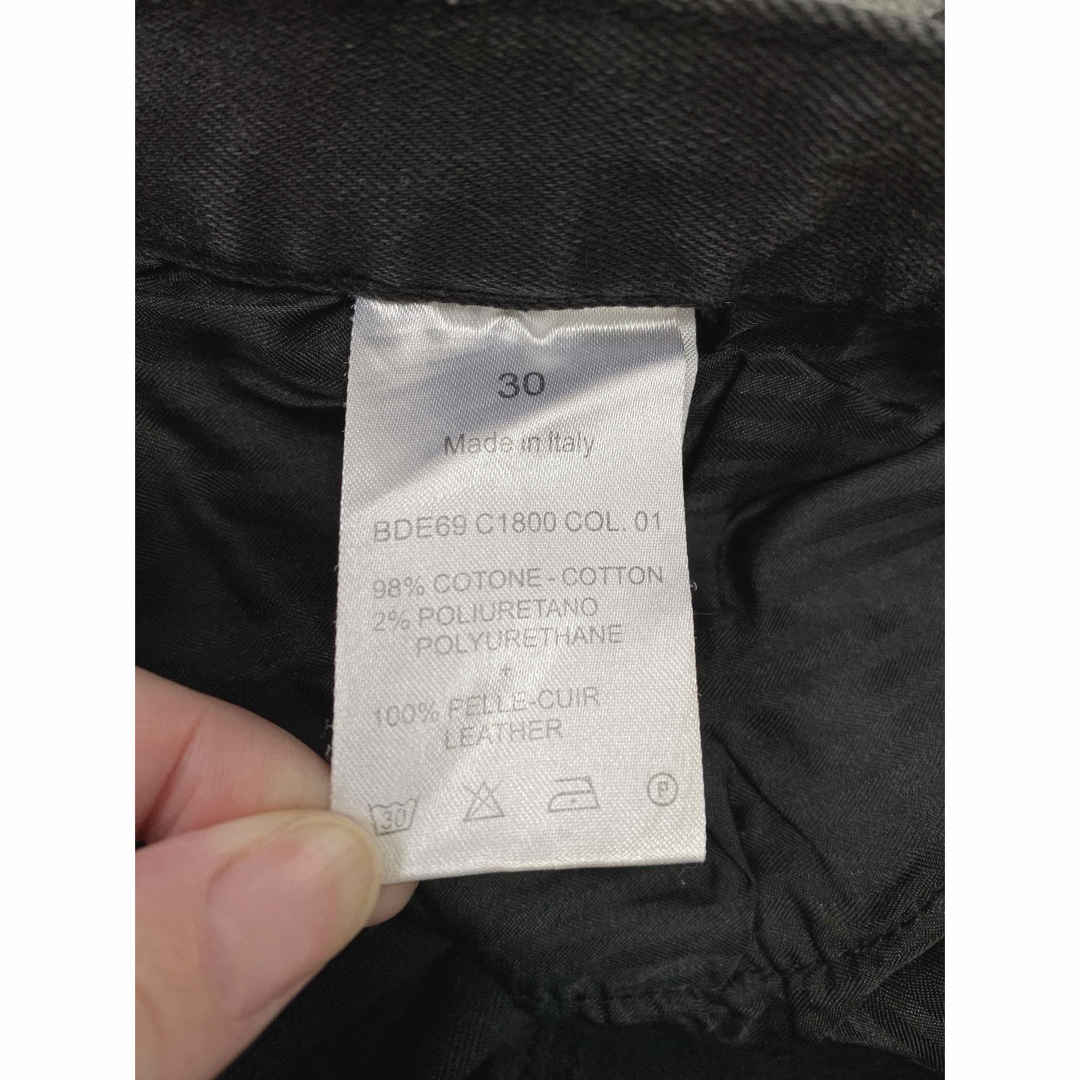 30
Made in Italy
BDE69 C1800 COL. 01
98% COTONE - COTTON
2% POLIURETANO
POLYURETHANE
+
100% PELLE-CUIR
LEATHER
30
P